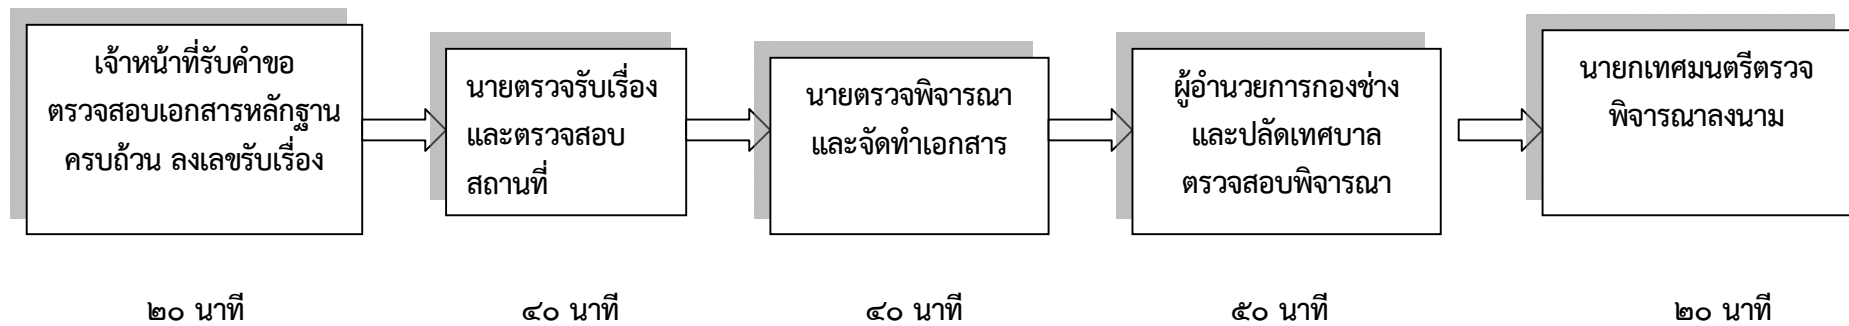 เจ้าหน้าที่รับคำขอ
ตรวจสอบเอกสารหลักฐาน
ครบถ้วน ลงเลขรับเรื่อง
นายตรวจรับเรื่อง
และตรวจสอบ
สถานที่
นายตรวจพิจารณา
และจัดทำเอกสาร
ผู้อำนวยการกองช่าง
และปลัดเทศบาล
ตรวจสอบพิจารณา
นายกเทศมนตรีตรวจ
พิจารณาลงนาม
๒๐ นาที
๔๐ นาที
๔๐ นาที
๕๐ นาที
๒๐ นาที